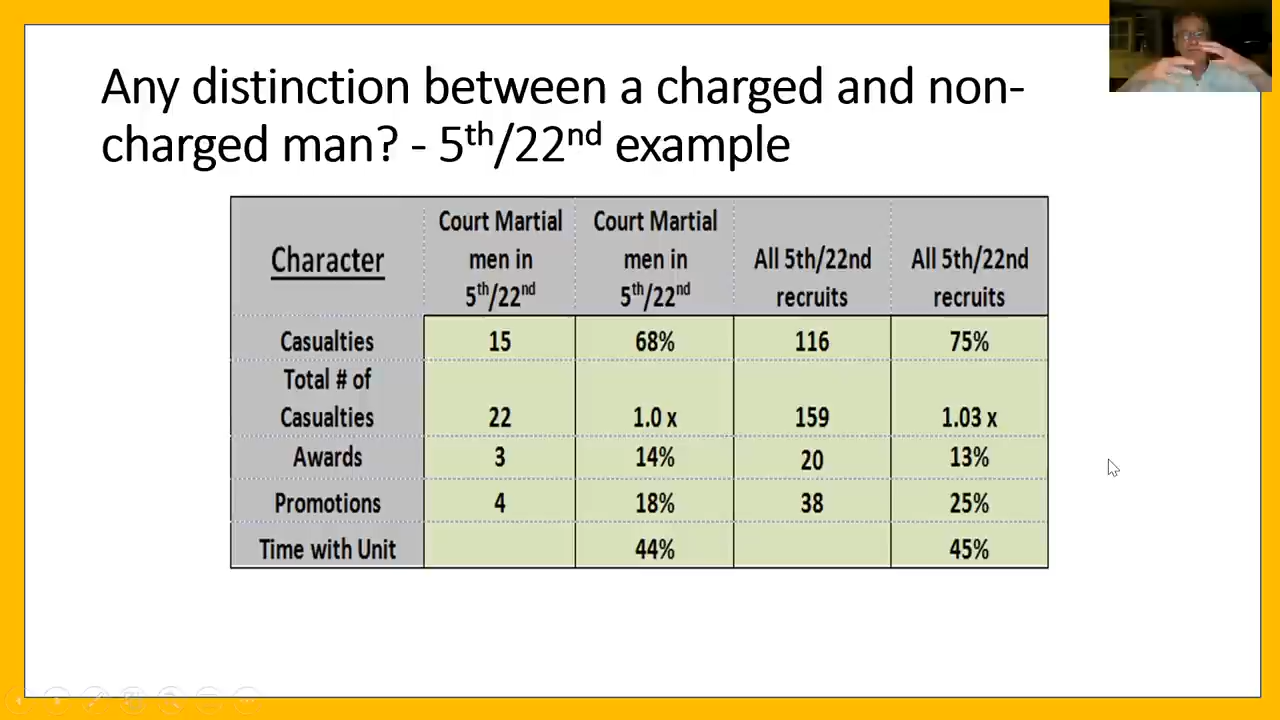 Any distinction between a charged and non-
charged man? - 5th/22nd example
Character
Court Martial
men in
5th/22nd
Court Martial
men in
5th/22nd
All 5th/22nd
recruits
All 5th/22nd
recruits
Casualties 15 68% 116 75%
Total # of
Casualties 22 1.0 x 159 1.03 x
Awards 3 14% 20 13%
Promotions 4 18% 38 25%
Time with Unit 44% 45%